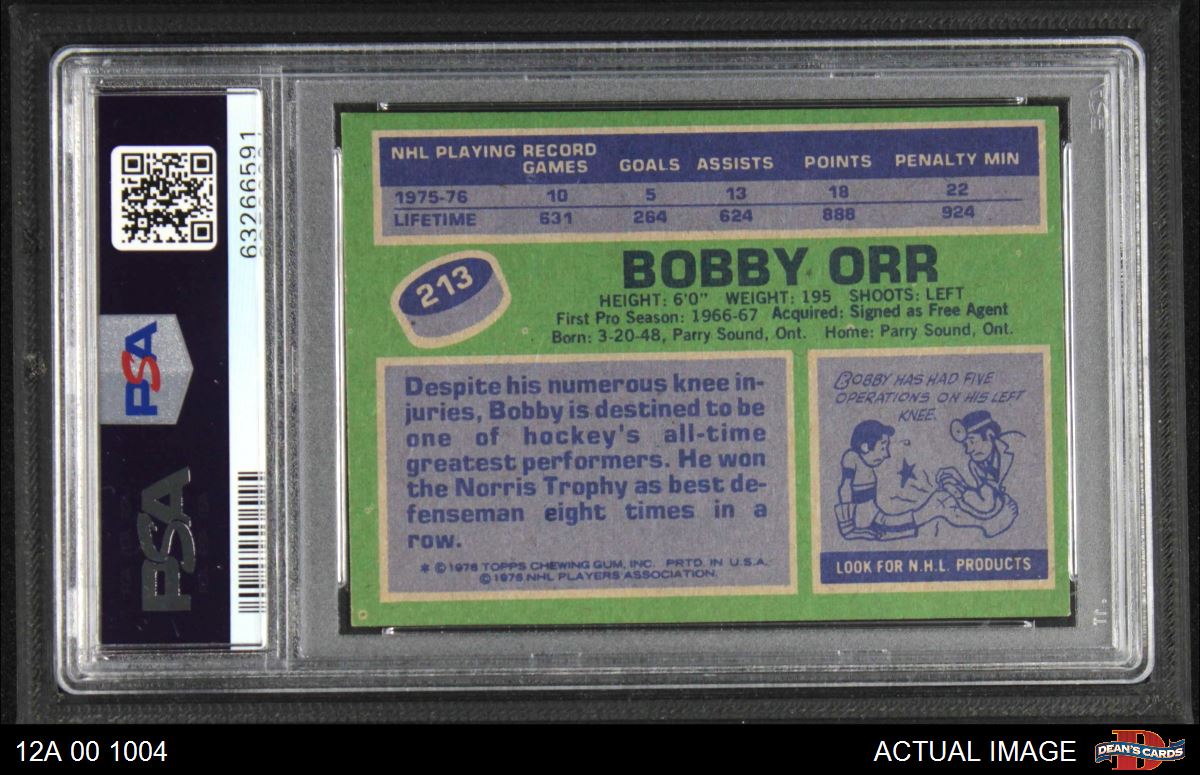 63266591
PSA
PSA
NHL PLAYING RECORD
GAMES GOALS ASSISTS POINTS PENALTY MIN
1975-76 10 5 13 18 22
LIFETIME 631 264 624 888 924
213
BOBBY ORR
HEIGHT: 6'0" WEIGHT: 195 SHOOTS: LEFT
First Pro Season: 1966-67 Acquired: Signed as Free Agent
Born: 3-20-48, Parry Sound, Ont. Home: Parry Sound, Ont.
Despite his numerous knee in-
juries, Bobby is destined to be
one of hockey's all-time
greatest performers. He won
the Norris Trophy as best de-
fenseman eight times in a
row.
* © 1976 TOPPS CHEWING GUM, INC. PRTD. IN U.S.A.
© 1976 NHL PLAYERS ASSOCIATION.
BOBBY HAS HAD FIVE
OPERATIONS ON HIS LEFT
KNEE.
LOOK FOR N.H.L. PRODUCTS
12A 00 1004
ACTUAL IMAGE
DEAN'S CARDS